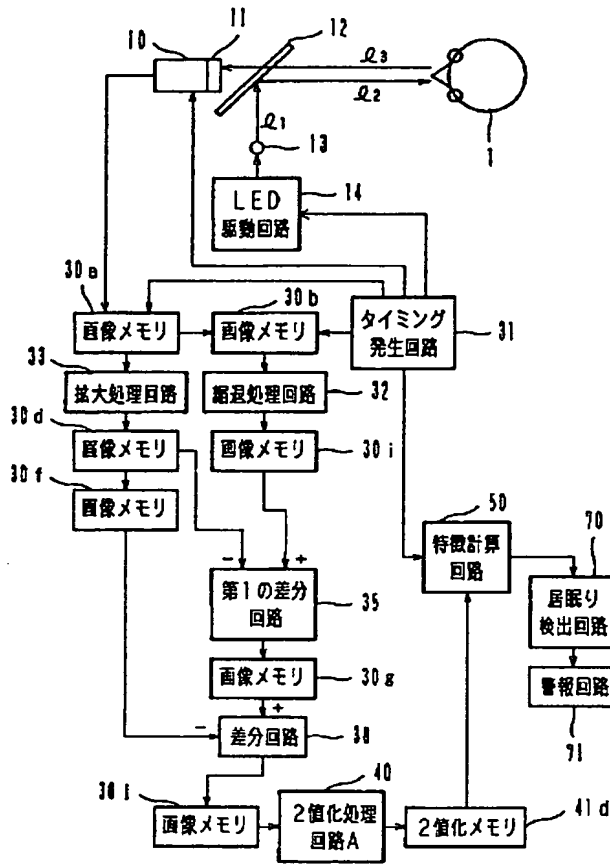 10
11
12
ℓ3
ℓ2
ℓ1
13
1
LED
駆動回路
14
30a
画像メモリ
30b
画像メモリ
タイミング
発生回路
31
33
拡大処理回路
縮退処理回路
32
30d
画像メモリ
画像メモリ
30i
30f
画像メモリ
50
特徴計算
回路
70
居眠り
検出回路
警報回路
71
-
+
第1の差分
回路
35
画像メモリ
30g
-
+
差分回路
38
画像メモリ
40
2値化処理
回路A
2値化メモリ
41d